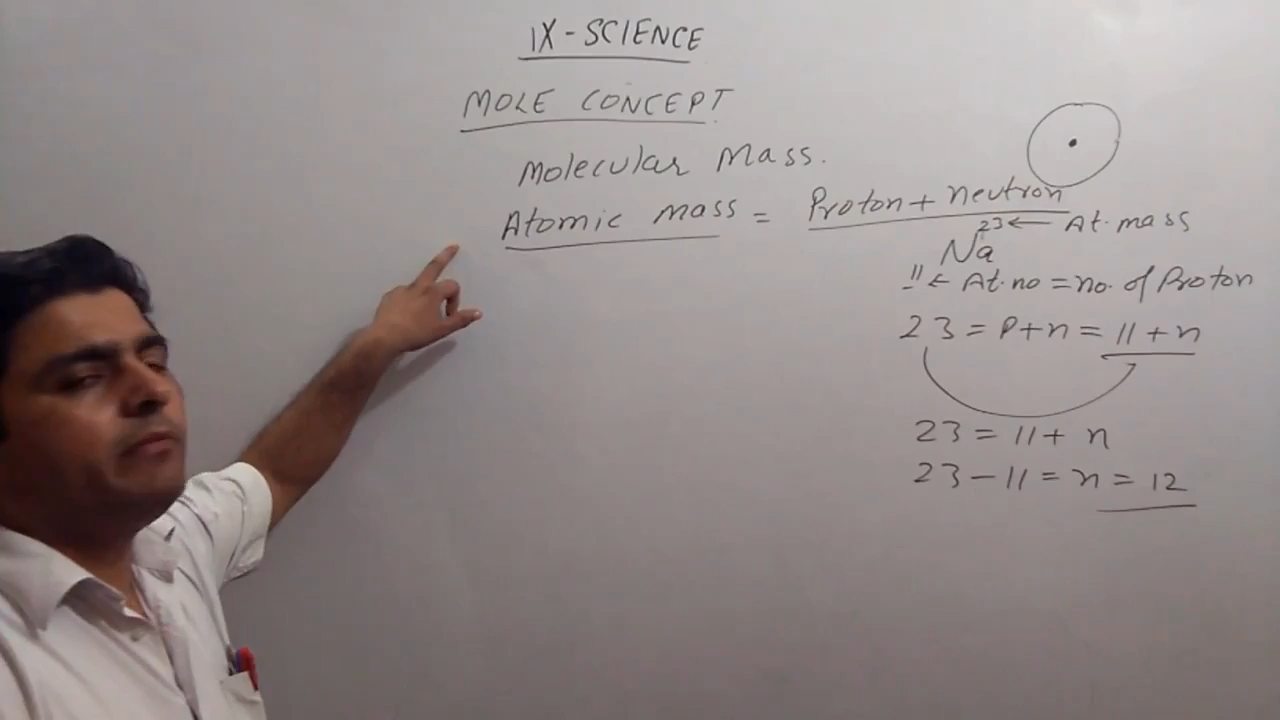 IX - SCIENCE
MOLE CONCEPT
Molecular Mass.
Atomic mass = Proton + neutron
23 ← At. mass
Na
11 ← At. no = no. of Proton
23 = P + n = 11 + n
23 = 11 + n
23 - 11 = n = 12